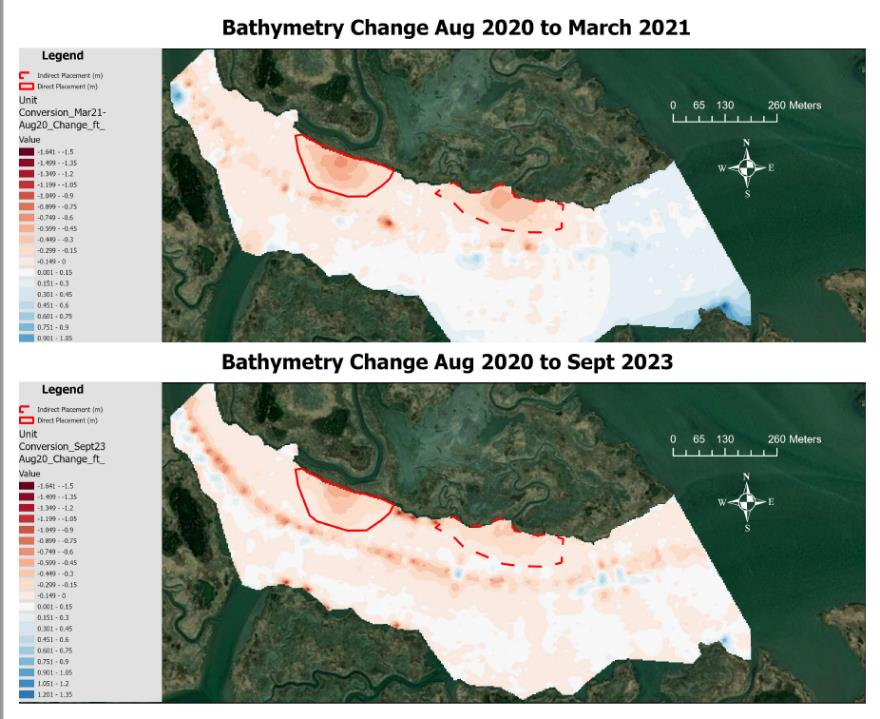 Bathymetry Change Aug 2020 to March 2021
Legend
Indirect Placement (m)
Direct Placement (m)
Unit
Conversion_Mar21-
Aug20_Change_ft_
Value
-1.641 - -1.5
-1.499 - -1.35
-1.349 - -1.2
-1.199 - -1.05
-1.049 - -0.9
-0.899 - -0.75
-0.749 - -0.6
-0.599 - -0.45
-0.449 - -0.3
-0.299 - -0.15
-0.149 - 0
0.001 - 0.15
0.151 - 0.3
0.301 - 0.45
0.451 - 0.6
0.601 - 0.75
0.751 - 0.9
0.901 - 1.05
0 65 130 260 Meters
N
W E
S
Bathymetry Change Aug 2020 to Sept 2023
Legend
Indirect Placement (m)
Direct Placement (m)
Unit
Conversion_Sept23
Aug20_Change_ft_
Value
-1.641 - -1.5
-1.499 - -1.35
-1.349 - -1.2
-1.199 - -1.05
-1.049 - -0.9
-0.899 - -0.75
-0.749 - -0.6
-0.599 - -0.45
-0.449 - -0.3
-0.299 - -0.15
-0.149 - 0
0.001 - 0.15
0.151 - 0.3
0.301 - 0.45
0.451 - 0.6
0.601 - 0.75
0.751 - 0.9
0.901 - 1.05
1.051 - 1.2
1.201 - 1.35
0 65 130 260 Meters
N
W E
S